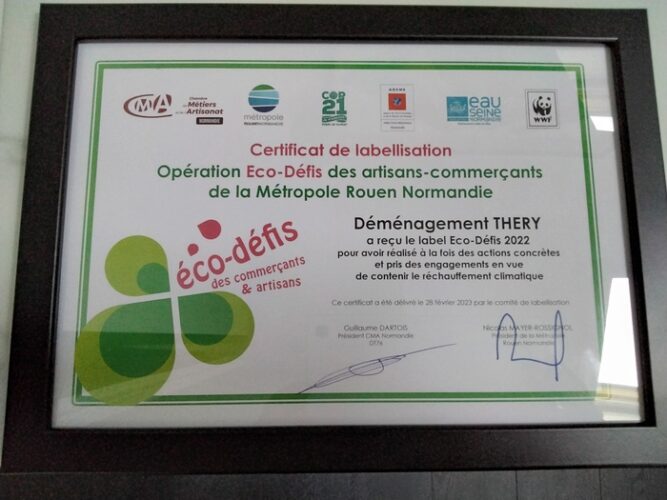 CMA
Chambre
de Métiers
et de l'Artisanat
NORMANDIE
métropole
ROUENNORMANDIE
COP
21
ADEME
eau
SEINE
NORMANDIE
WWF
Certificat de labellisation
Opération Eco-Défis des artisans-commerçants
de la Métropole Rouen Normandie
éco-défis
des commerçants
& artisans
Déménagement THERY
a reçu le label Eco-Défis 2022
pour avoir réalisé à la fois des actions concrètes
et pris des engagements en vue
de contenir le réchauffement climatique
Ce certificat a été délivré le 28 février 2023 par le comité de labellisation
Guillaume DARTOIS
Président CMA Normandie
DT76
Nicolas MAYER-ROSSIGNOL
Président de la Métropole
Rouen Normandie